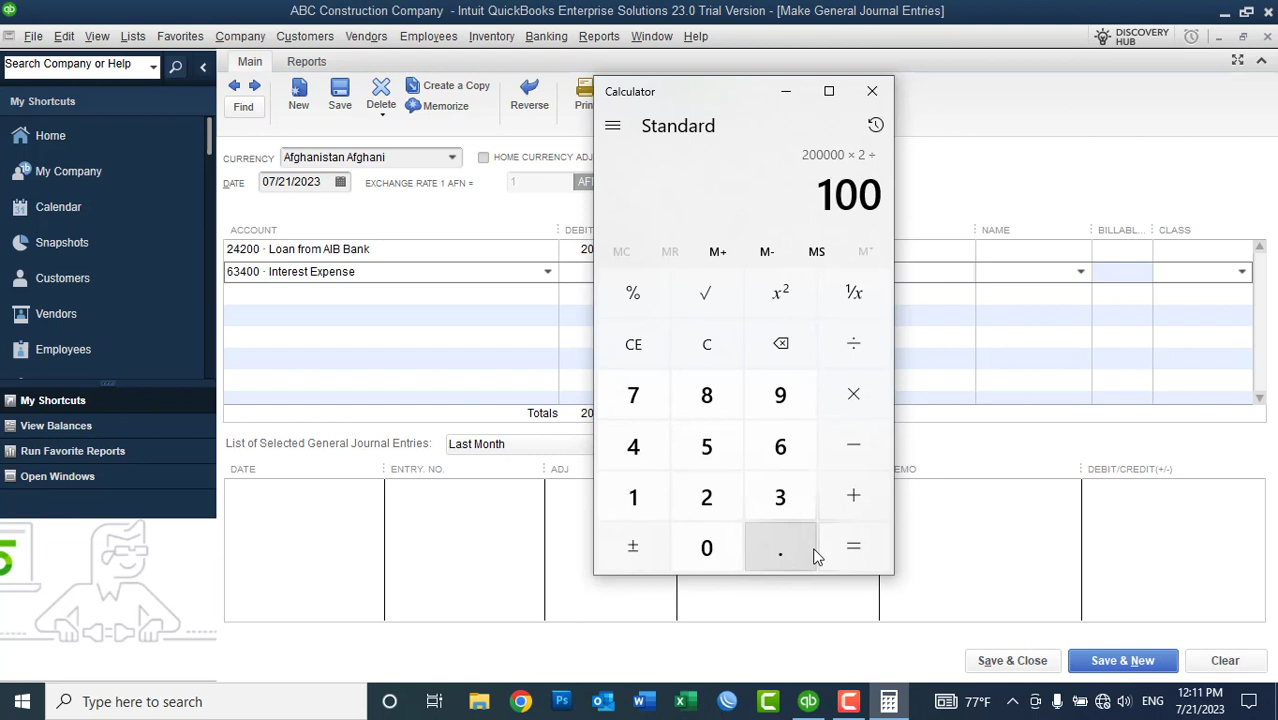 ABC Construction Company - Intuit QuickBooks Enterprise Solutions 23.0 Trial Version - [Make General Journal Entries]
File Edit View Lists Favorites Company Customers Vendors Employees Inventory Banking Reports Window Help
DISCOVERY
HUB
Search Company or Help
Main Reports
My Shortcuts
Find
New
Save
Delete
Create a Copy
Memorize
Reverse
Home
My Company
Calendar
Snapshots
Customers
Vendors
Employees
My Shortcuts
View Balances
Run Favorite Reports
Open Windows
CURRENCY Afghanistan Afghani HOME CURRENCY ADJ
DATE 07/21/2023 EXCHANGE RATE 1 AFN = 1
ACCOUNT NAME BILLABL... CLASS
24200 · Loan from AIB Bank 20
63400 · Interest Expense
Totals 20
List of Selected General Journal Entries: Last Month
DATE ENTRY. NO. ADJ DEBIT/CREDIT(+/-)
Calculator
Standard
200000 × 2 ÷
100
MC MR M+ M- MS M˅
% √ x² ¹/x
CE C ⌫ ÷
7 8 9 ×
4 5 6 −
1 2 3 +
± 0 . =
Save & Close Save & New Clear
Type here to search
77°F
ENG
12:11 PM
7/21/2023